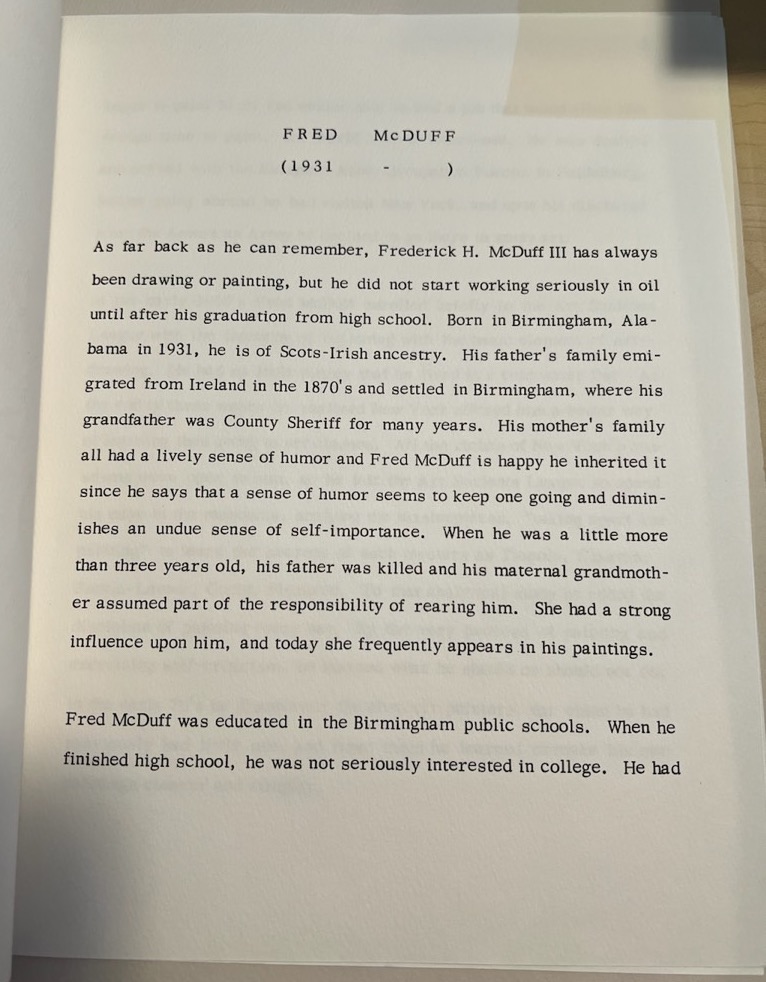 FRED McDUFF
(1931 - )
As far back as he can remember, Frederick H. McDuff III has always
been drawing or painting, but he did not start working seriously in oil
until after his graduation from high school. Born in Birmingham, Ala-
bama in 1931, he is of Scots-Irish ancestry. His father's family emi-
grated from Ireland in the 1870's and settled in Birmingham, where his
grandfather was County Sheriff for many years. His mother's family
all had a lively sense of humor and Fred McDuff is happy he inherited it
since he says that a sense of humor seems to keep one going and dimin-
ishes an undue sense of self-importance. When he was a little more
than three years old, his father was killed and his maternal grandmoth-
er assumed part of the responsibility of rearing him. She had a strong
influence upon him, and today she frequently appears in his paintings.
Fred McDuff was educated in the Birmingham public schools. When he
finished high school, he was not seriously interested in college. He had